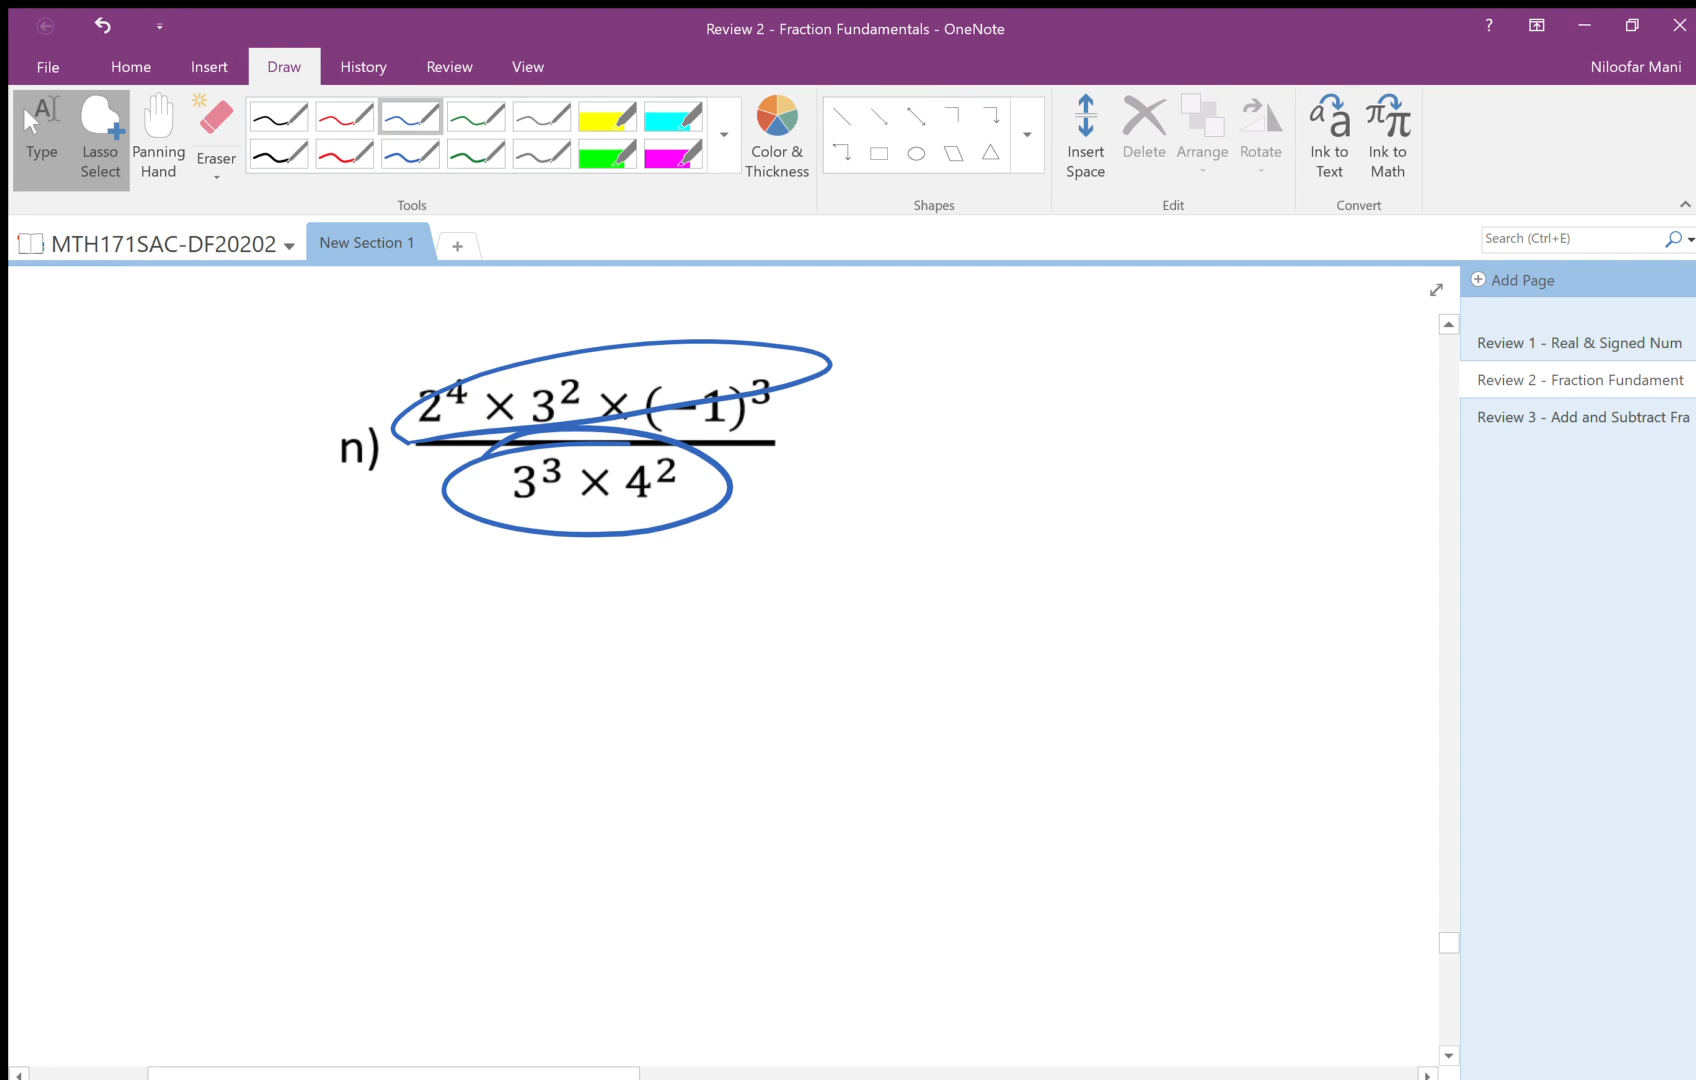 Review 2 - Fraction Fundamentals - OneNote
?
File Home Insert Draw History Review View
Niloofar Mani
Type
Lasso Select
Panning Hand
Eraser
Color & Thickness
Insert Space
Delete
Arrange
Rotate
Ink to Text
Ink to Math
Tools
Shapes
Edit
Convert
MTH171SAC-DF20202
New Section 1
+
Search (Ctrl+E)
Add Page
Review 1 - Real & Signed Num
Review 2 - Fraction Fundament
Review 3 - Add and Subtract Fra
2⁴ × 3² × (−1)³
n)
3³ × 4²